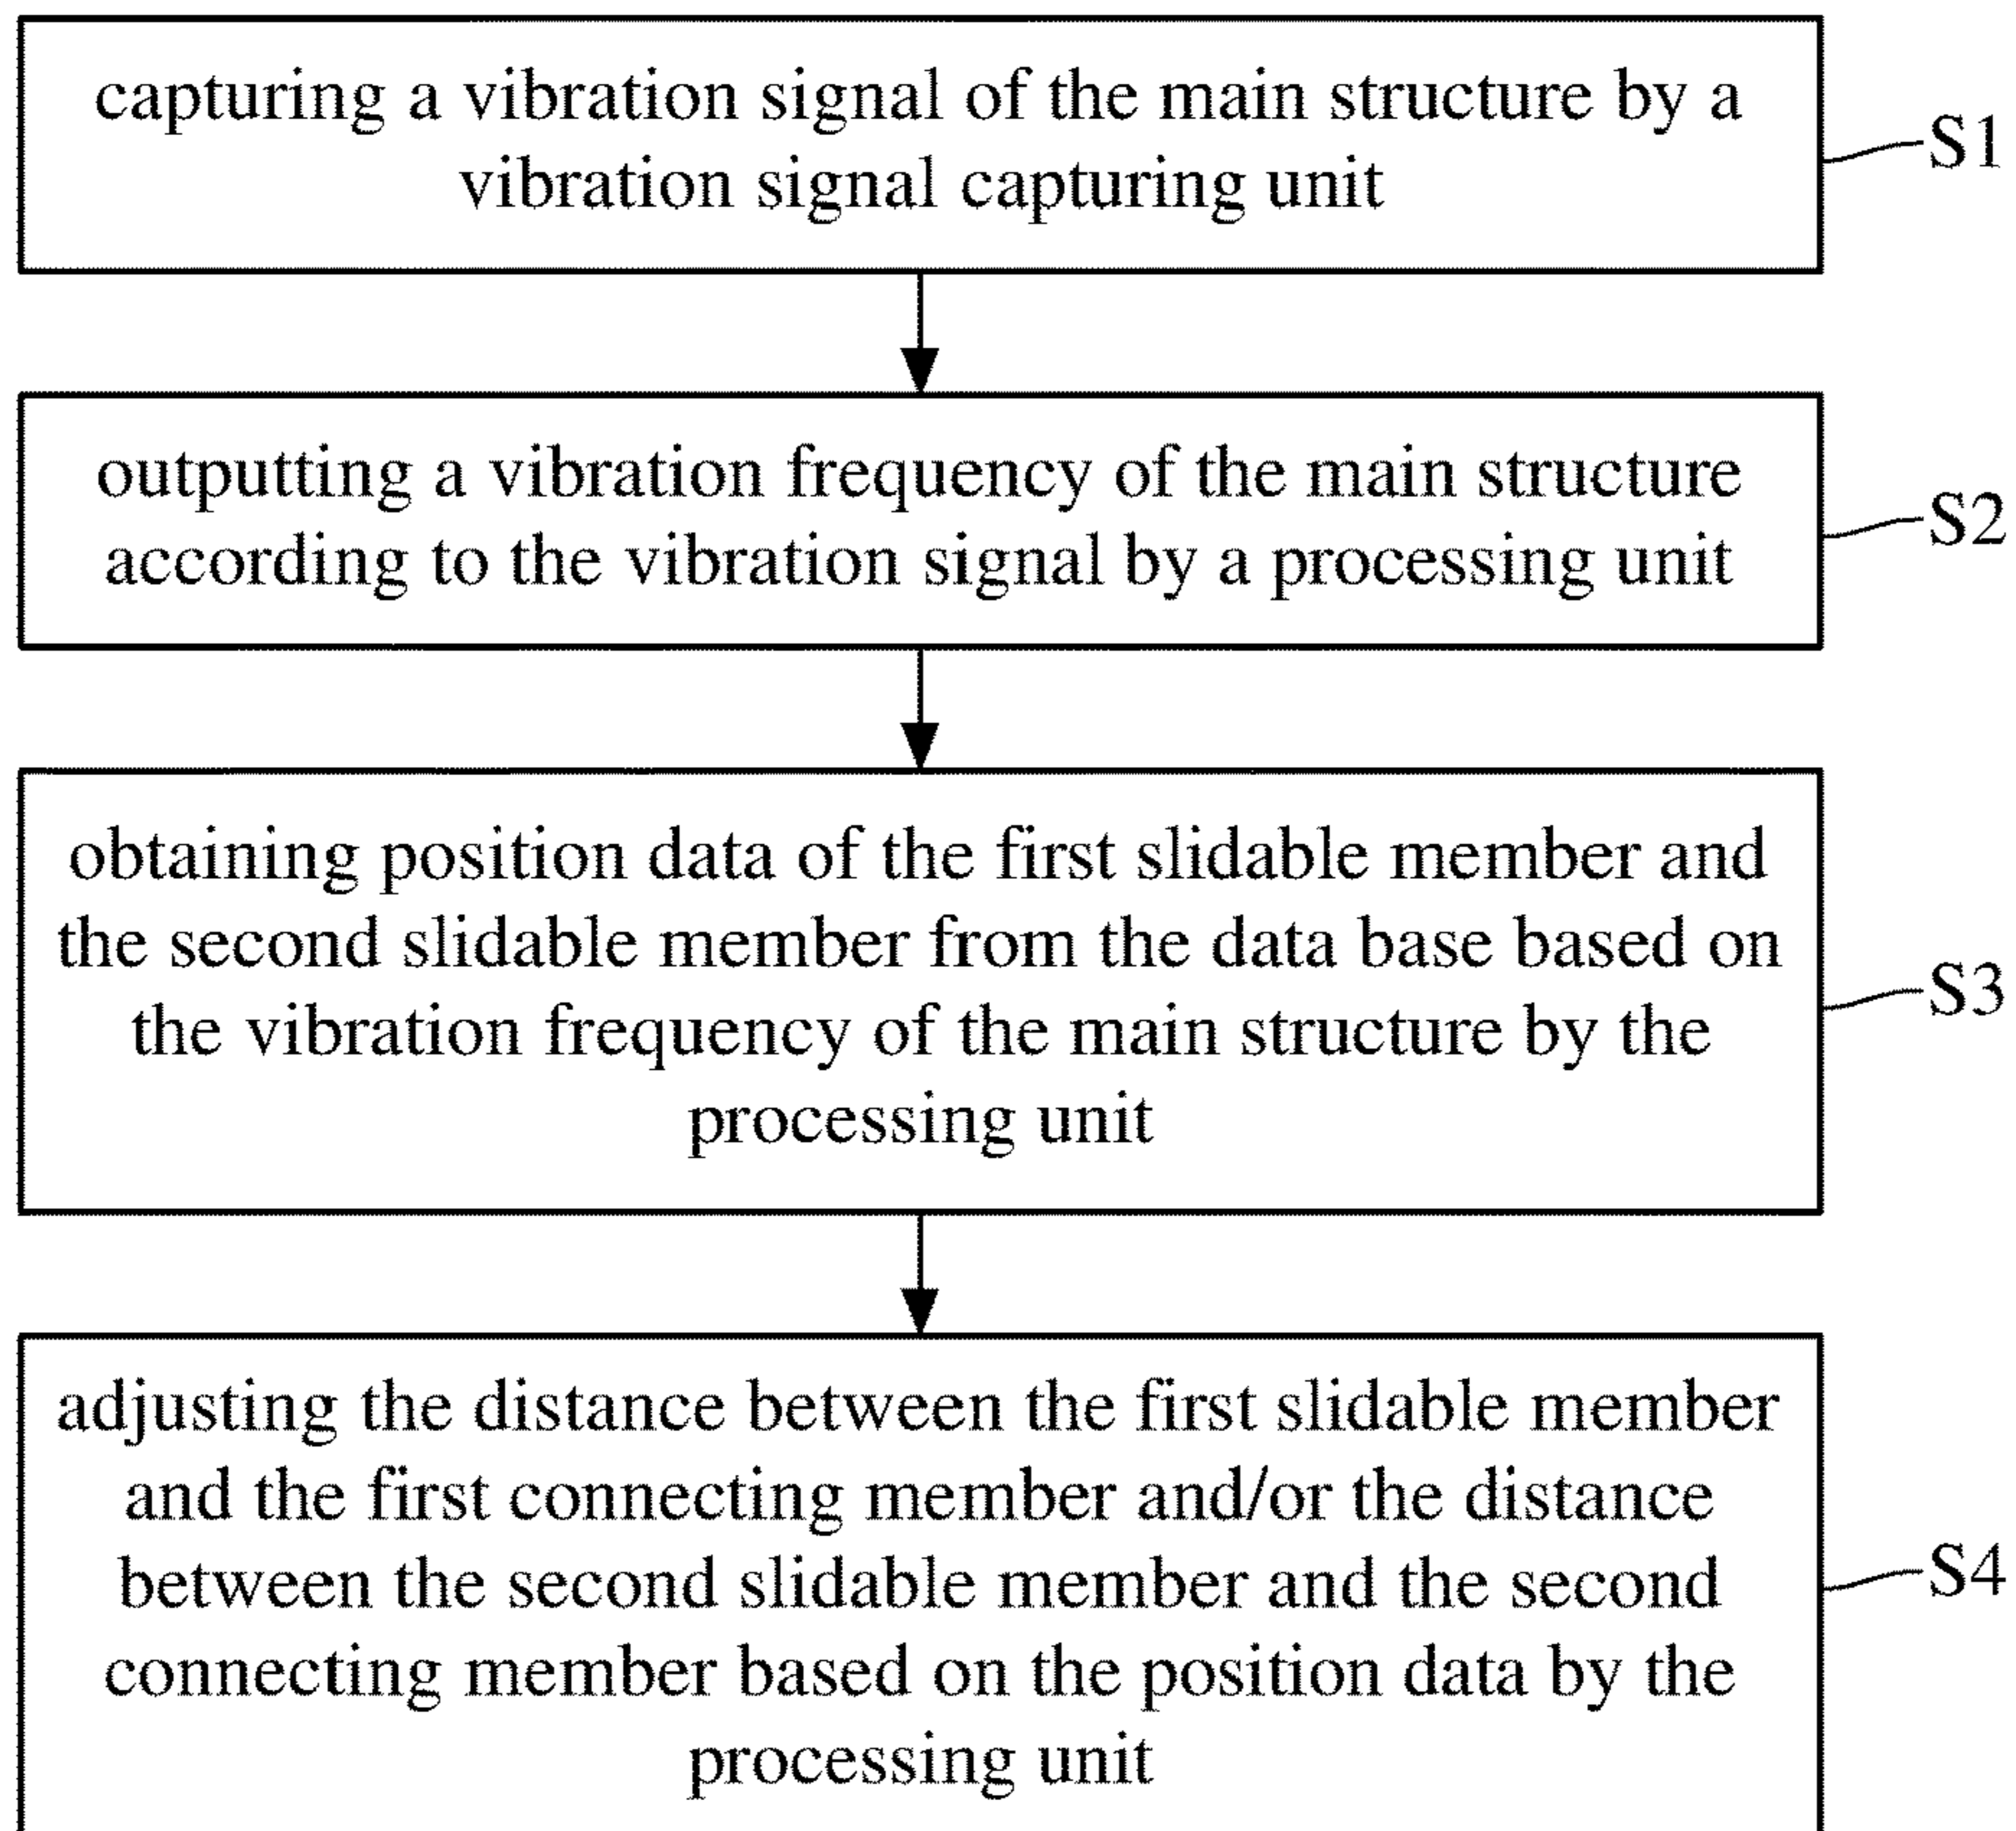 capturing a vibration signal of the main structure by a
vibration signal capturing unit
S1
outputting a vibration frequency of the main structure
according to the vibration signal by a processing unit
S2
obtaining position data of the first slidable member and
the second slidable member from the data base based on
the vibration frequency of the main structure by the
processing unit
S3
adjusting the distance between the first slidable member
and the first connecting member and/or the distance
between the second slidable member and the second
connecting member based on the position data by the
processing unit
S4